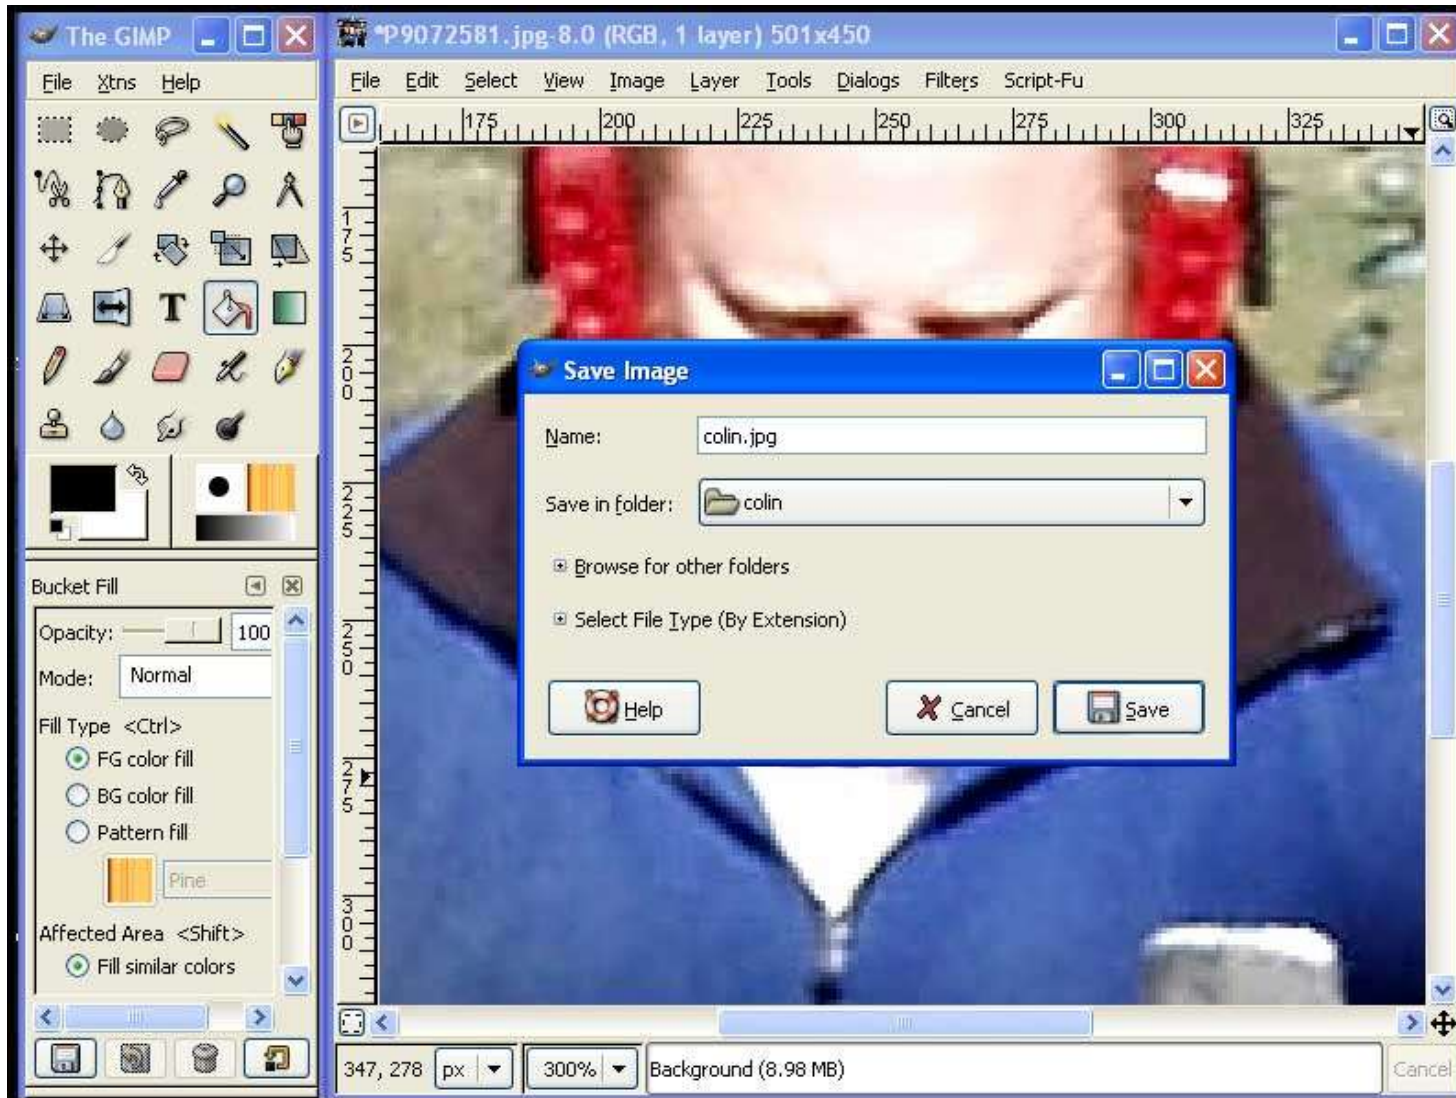 The GIMP
File Xtns Help
T
Bucket Fill
Opacity: 100
Mode: Normal
Fill Type <Ctrl>
FG color fill
BG color fill
Pattern fill
Pine
Affected Area <Shift>
Fill similar colors
*P9072581.jpg-8.0 (RGB, 1 layer) 501x450
File Edit Select View Image Layer Tools Dialogs Filters Script-Fu
175 200 225 250 275 300 325
175
200
225
250
275
300
Save Image
Name: colin.jpg
Save in folder: colin
Browse for other folders
Select File Type (By Extension)
Help Cancel Save
347, 278 px 300% Background (8.98 MB) Cancel